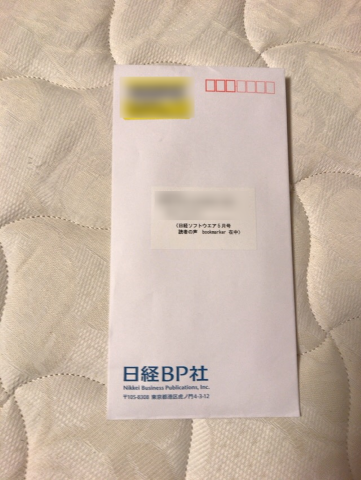 (日経ソフトウエア5月号
読者の声 bookmarker 在中)
日経BP社
Nikkei Business Publications, Inc.
〒105-8308 東京都港区虎ノ門4-3-12